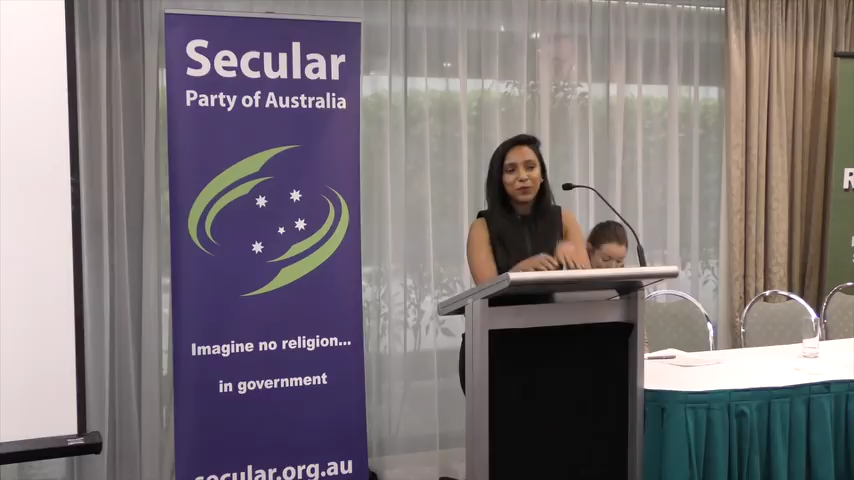 Secular
Party of Australia
Imagine no religion...
in government
secular.org.au